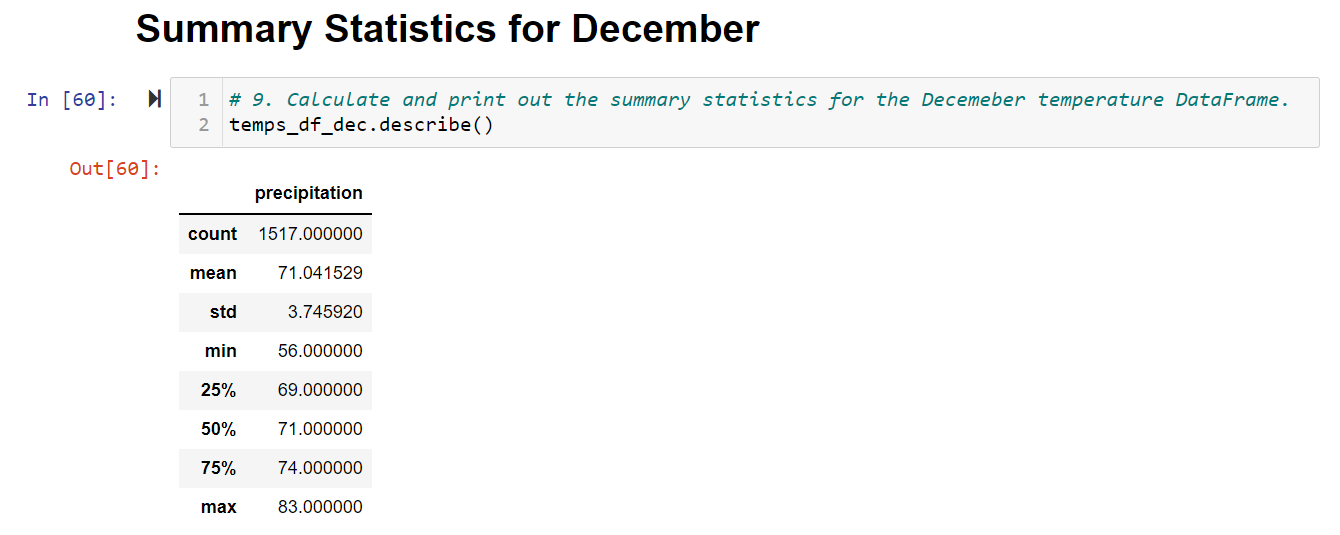 Summary Statistics for December
In [60]:
1 # 9. Calculate and print out the summary statistics for the Decemeber temperature DataFrame.
2 temps_df_dec.describe()
Out[60]:
precipitation
count 1517.000000
mean 71.041529
std 3.745920
min 56.000000
25% 69.000000
50% 71.000000
75% 74.000000
max 83.000000